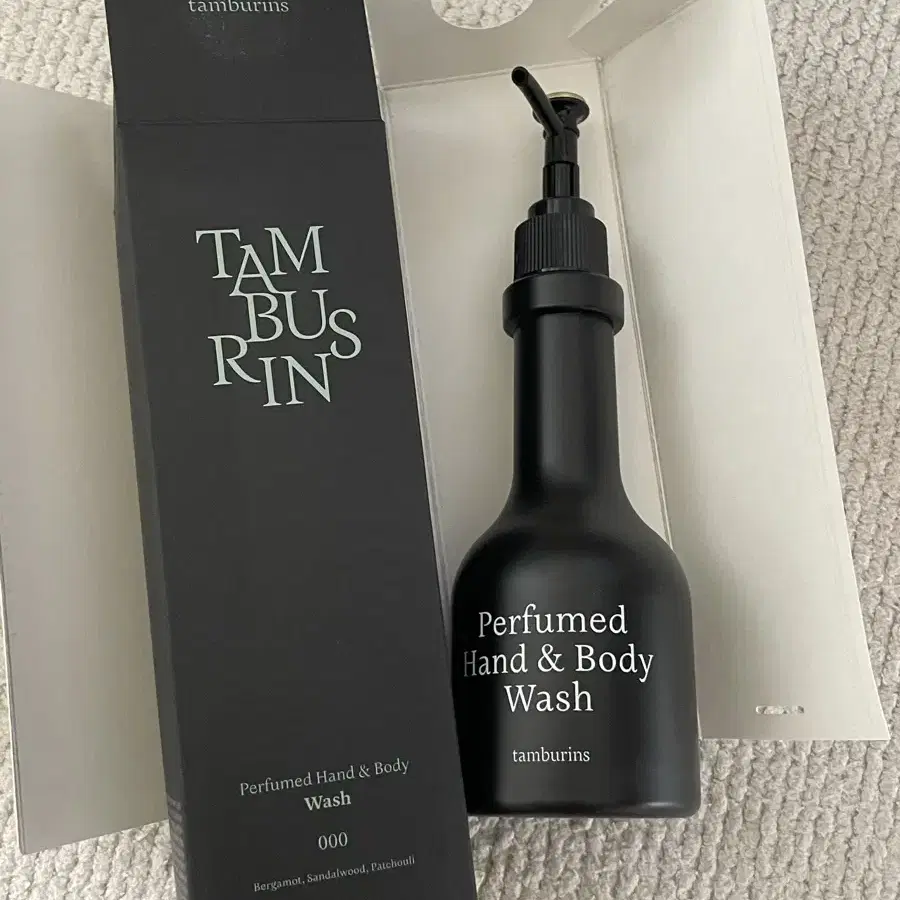 tamburins
TAM
BUS
RIN
Perfumed Hand & Body
Wash
000
Bergamot, Sandalwood, Patchouli
Perfumed
Hand & Body
Wash
tamburins